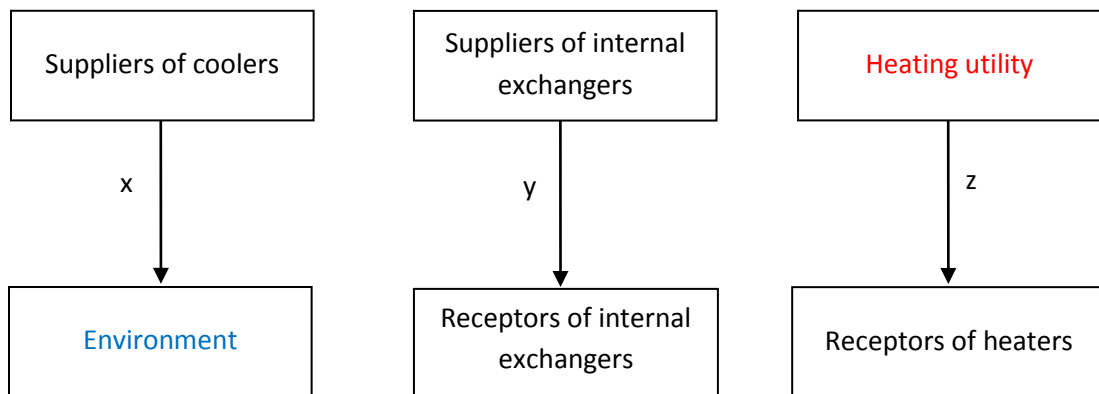 Suppliers of coolers
Suppliers of internal
exchangers
Heating utility
x
y
z
Environment
Receptors of internal
exchangers
Receptors of heaters